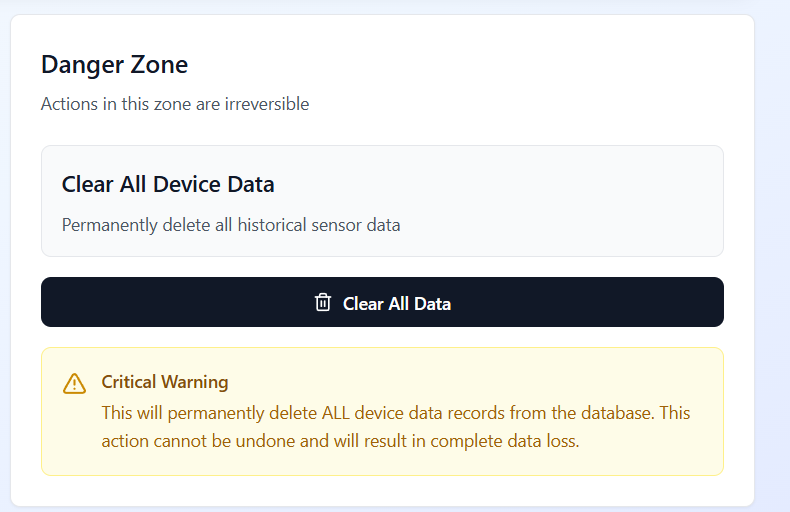 Danger Zone
Actions in this zone are irreversible
Clear All Device Data
Permanently delete all historical sensor data
Clear All Data
Critical Warning
This will permanently delete ALL device data records from the database. This
action cannot be undone and will result in complete data loss.